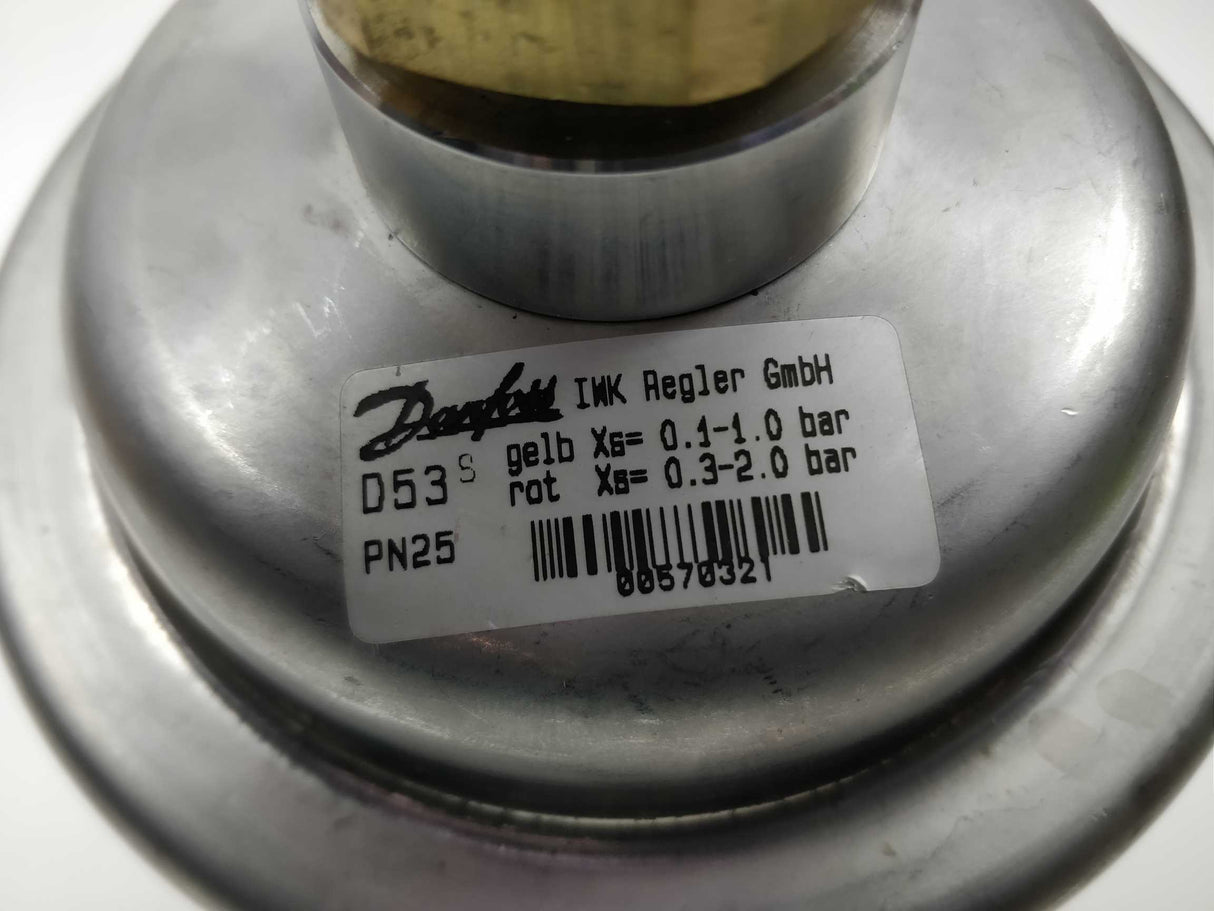 Danfoss IWK Regler GmbH
gelb Xs= 0.1-1.0 bar
D53 S rot Xs= 0.3-2.0 bar
PN25
00570321